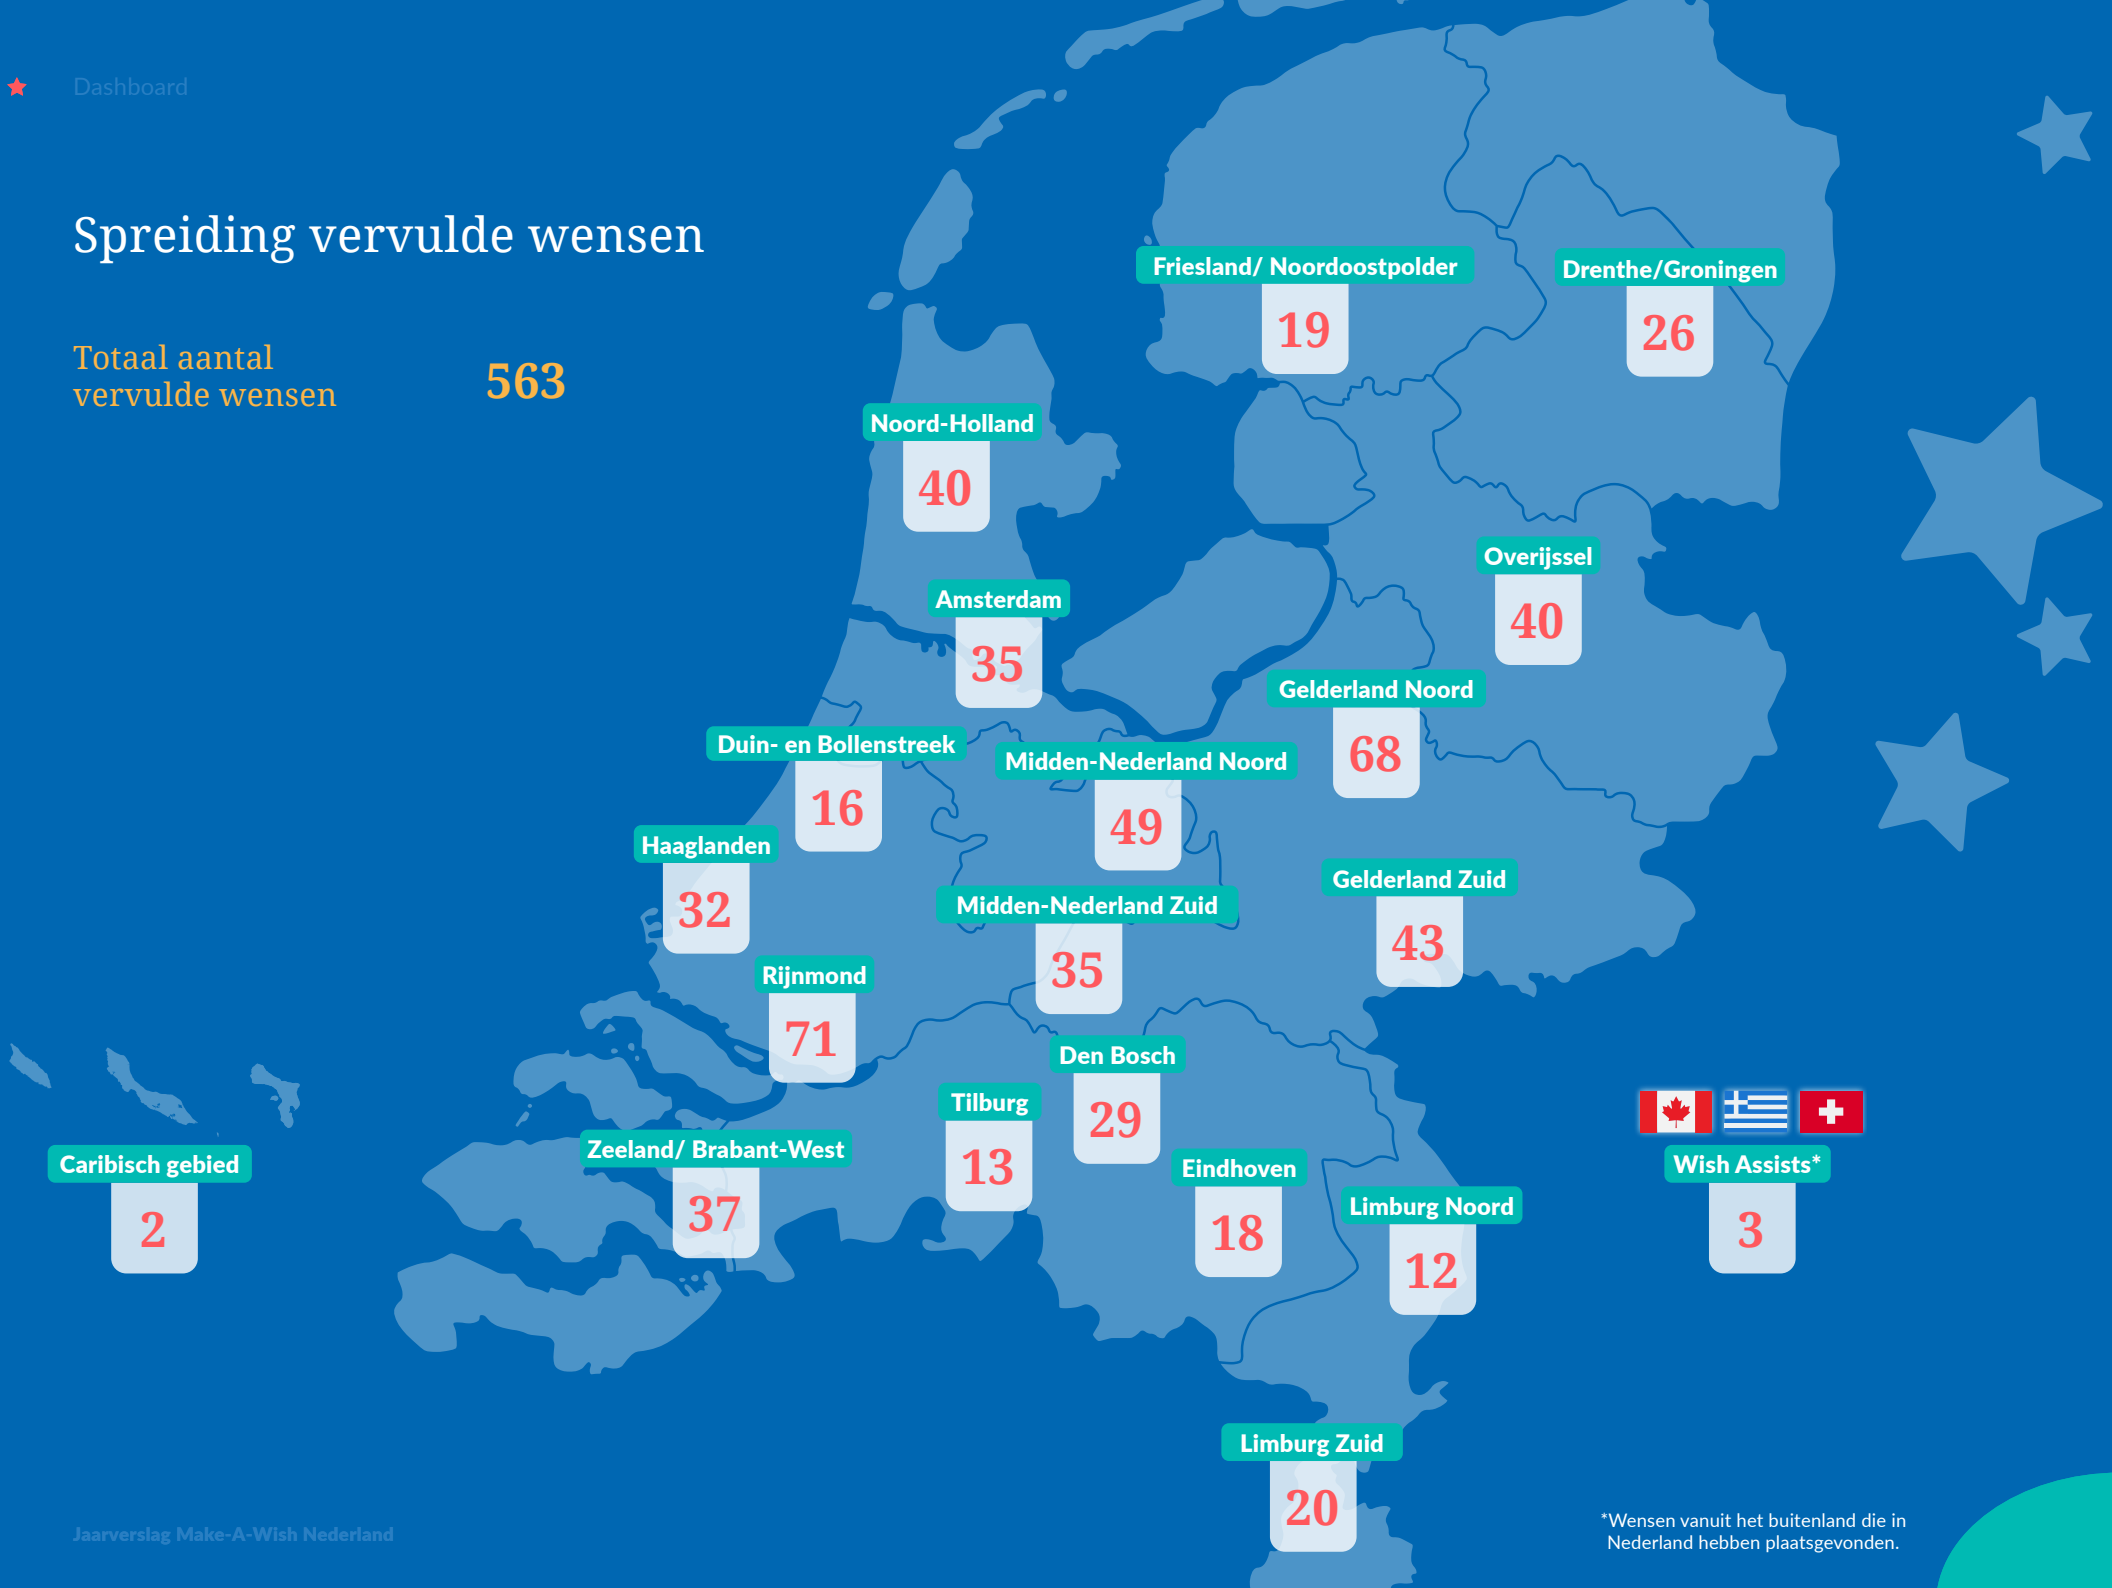 Dashboard
Spreiding vervulde wensen
Totaal aantal
vervulde wensen
563
Friesland/ Noordoostpolder
19
Drenthe/Groningen
26
Noord-Holland
40
Overijssel
40
Amsterdam
35
Gelderland Noord
68
Duin- en Bollenstreek
16
Midden-Nederland Noord
49
Haaglanden
32
Gelderland Zuid
43
Midden-Nederland Zuid
35
Rijnmond
71
Den Bosch
29
Tilburg
13
Zeeland/ Brabant-West
37
Eindhoven
18
Limburg Noord
12
Caribisch gebied
2
Wish Assists*
3
Limburg Zuid
20
Jaarverslag Make-A-Wish Nederland
*Wensen vanuit het buitenland die in
Nederland hebben plaatsgevonden.